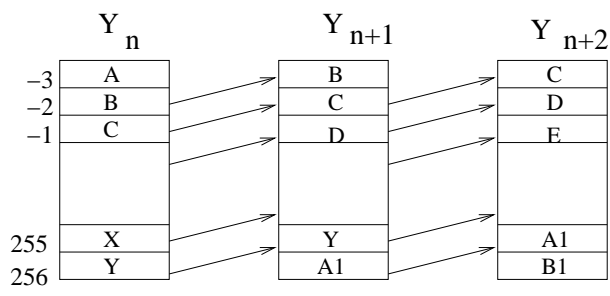 Y n Y n+1 Y n+2
−3 A B C
−2 B C D
−1 C D E
255 X Y A1
256 Y A1 B1